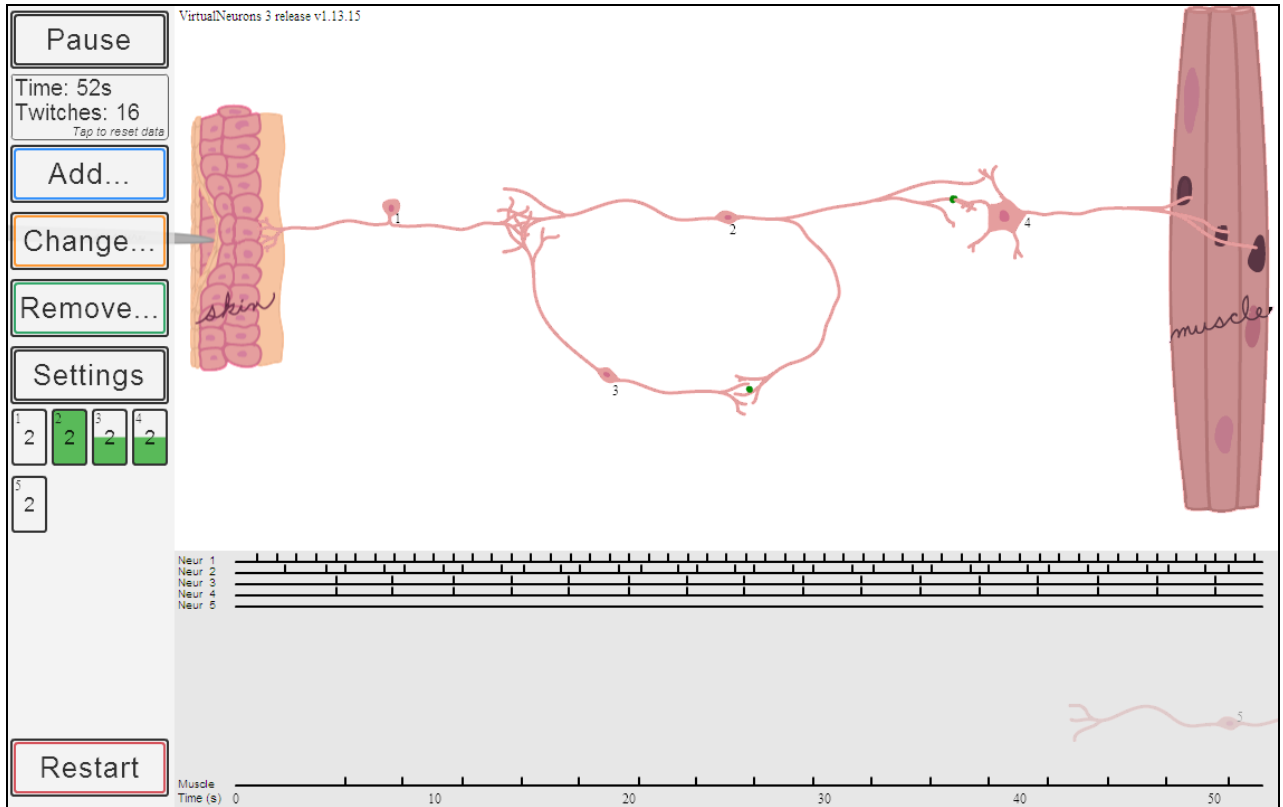 VirtualNeurons 3 release v1.13.15
Pause
Time: 52s
Twitches: 16
Tap to reset data
Add...
Change...
Remove...
Settings
1 2
2 2
3 2
4 2
5 2
Restart
skin
1
2
3
4
muscle
5
Neur 1
Neur 2
Neur 3
Neur 4
Neur 5
Muscle
Time (s) 0 10 20 30 40 50